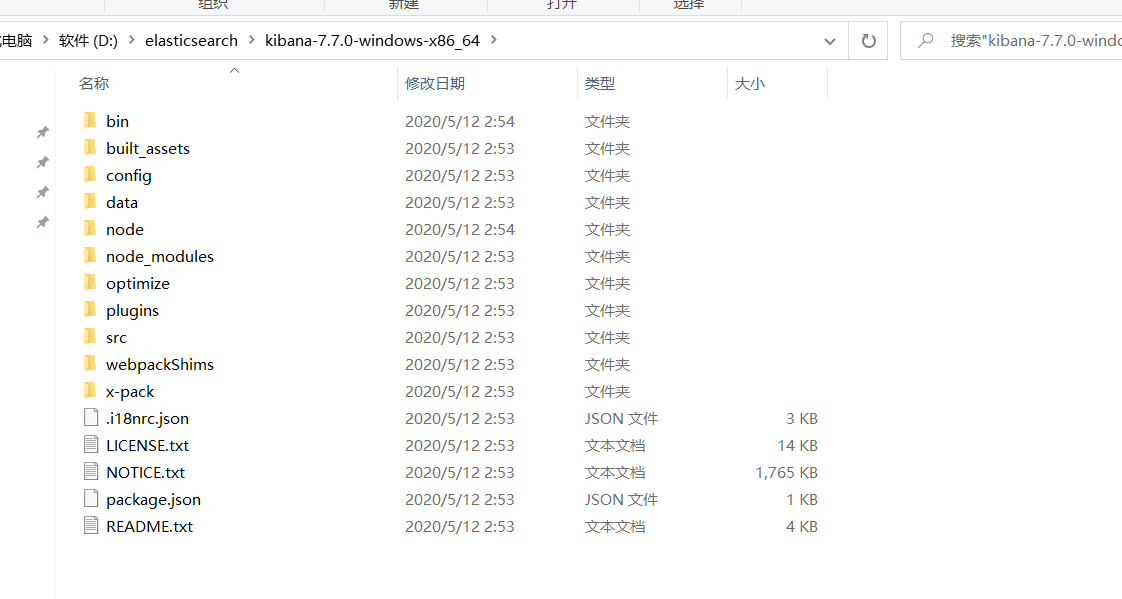 组织 新建 打开 选择
电脑 > 软件 (D:) > elasticsearch > kibana-7.7.0-windows-x86_64 >
搜索"kibana-7.7.0-windo
名称 修改日期 类型 大小
bin 2020/5/12 2:54 文件夹
built_assets 2020/5/12 2:53 文件夹
config 2020/5/12 2:53 文件夹
data 2020/5/12 2:53 文件夹
node 2020/5/12 2:54 文件夹
node_modules 2020/5/12 2:53 文件夹
optimize 2020/5/12 2:53 文件夹
plugins 2020/5/12 2:53 文件夹
src 2020/5/12 2:53 文件夹
webpackShims 2020/5/12 2:53 文件夹
x-pack 2020/5/12 2:53 文件夹
.i18nrc.json 2020/5/12 2:53 JSON 文件 3 KB
LICENSE.txt 2020/5/12 2:53 文本文档 14 KB
NOTICE.txt 2020/5/12 2:53 文本文档 1,765 KB
package.json 2020/5/12 2:53 JSON 文件 1 KB
README.txt 2020/5/12 2:53 文本文档 4 KB